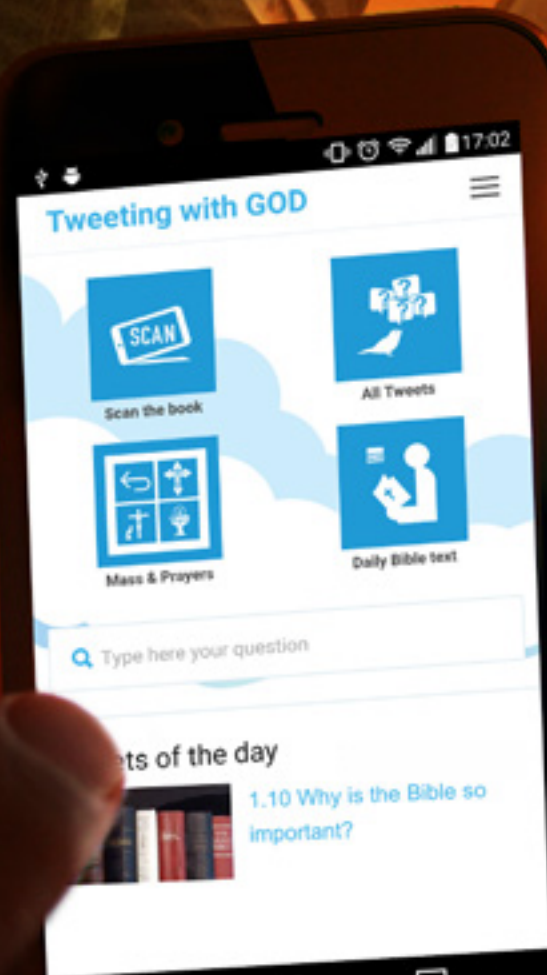 17:02
Tweeting with GOD
SCAN
Scan the book
All Tweets
Mass & Prayers
Daily Bible text
Type here your question
ets of the day
1.10 Why is the Bible so
important?